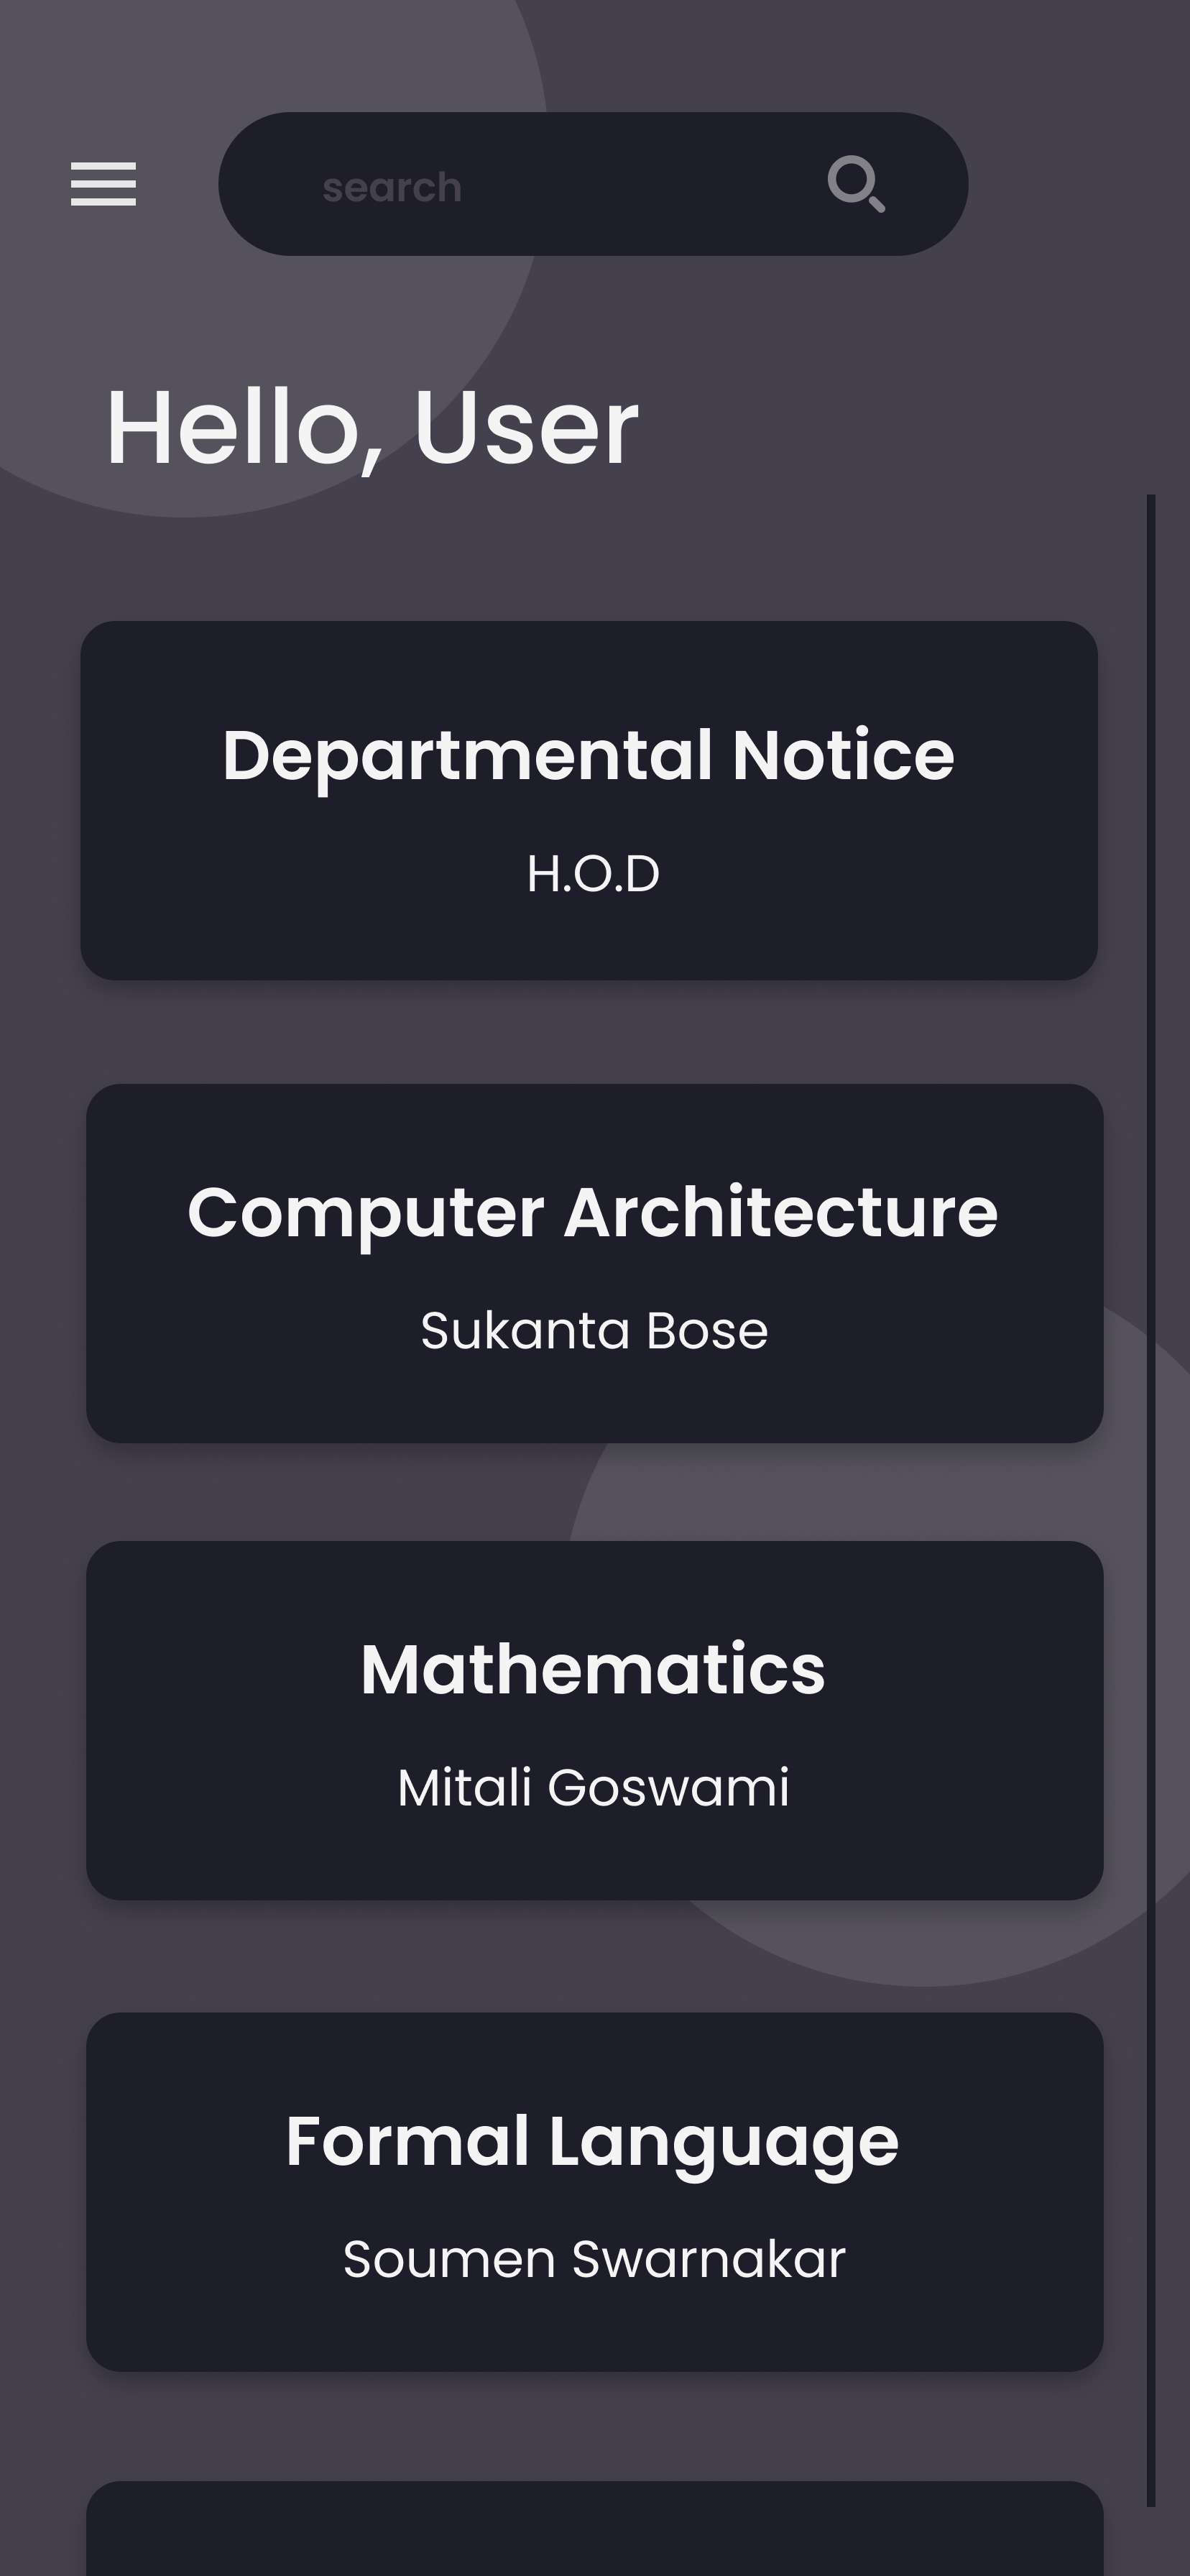 search
Hello, User
Departmental Notice
H.O.D
Computer Architecture
Sukanta Bose
Mathematics
Mitali Goswami
Formal Language
Soumen Swarnakar